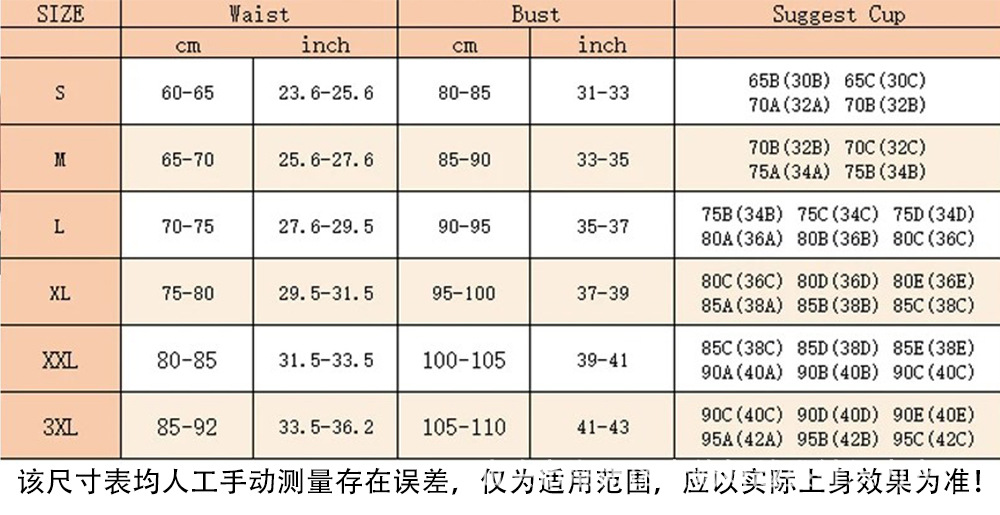 SIZE Waist Bust Suggest Cup
cm inch cm inch
S 60-65 23.6-25.6 80-85 31-33 65B(30B) 65C(30C)
70A(32A) 70B(32B)
M 65-70 25.6-27.6 85-90 33-35 70B(32B) 70C(32C)
75A(34A) 75B(34B)
L 70-75 27.6-29.5 90-95 35-37 75B(34B) 75C(34C) 75D(34D)
80A(36A) 80B(36B) 80C(36C)
XL 75-80 29.5-31.5 95-100 37-39 80C(36C) 80D(36D) 80E(36E)
85A(38A) 85B(38B) 85C(38C)
XXL 80-85 31.5-33.5 100-105 39-41 85C(38C) 85D(38D) 85E(38E)
90A(40A) 90B(40B) 90C(40C)
3XL 85-92 33.5-36.2 105-110 41-43 90C(40C) 90D(40D) 90E(40E)
95A(42A) 95B(42B) 95C(42C)
该尺寸表均人工手动测量存在误差，仅为适用范围，应以实际上身效果为准！